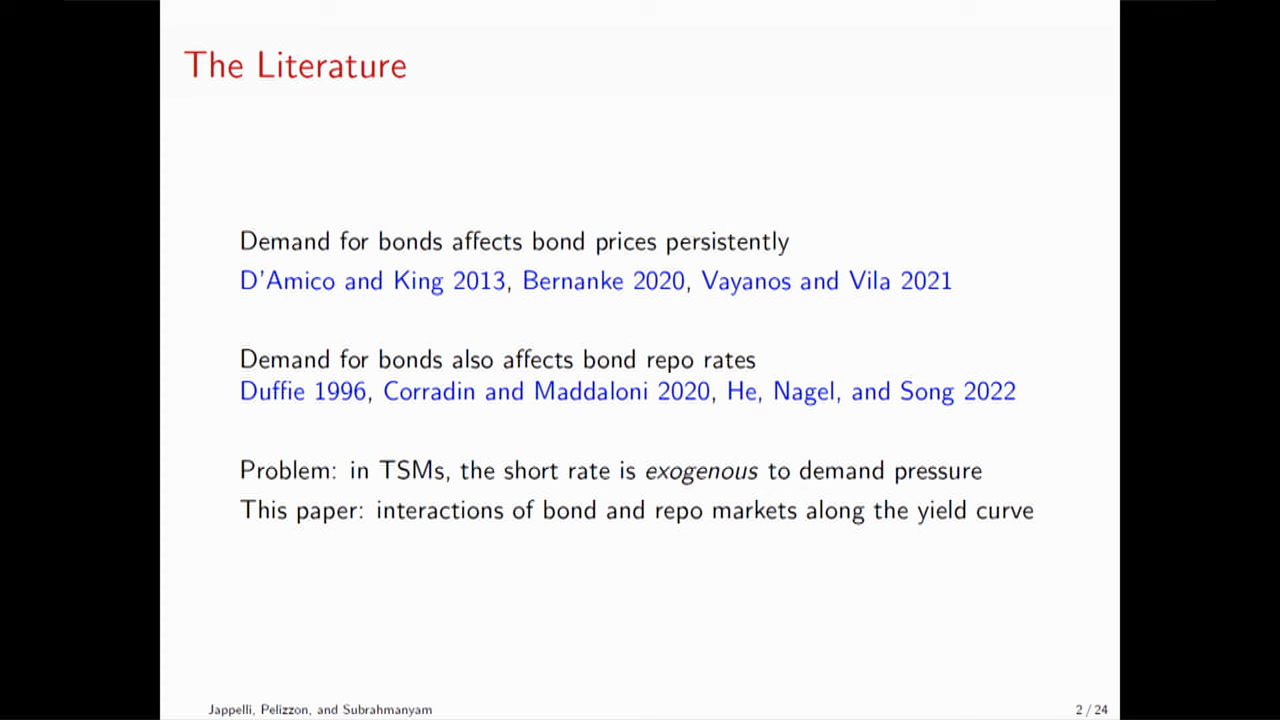 The Literature
Demand for bonds affects bond prices persistently
D'Amico and King 2013, Bernanke 2020, Vayanos and Vila 2021
Demand for bonds also affects bond repo rates
Duffie 1996, Corradin and Maddaloni 2020, He, Nagel, and Song 2022
Problem: in TSMs, the short rate is exogenous to demand pressure
This paper: interactions of bond and repo markets along the yield curve
Jappelli, Pelizzon, and Subrahmanyam
2 / 24